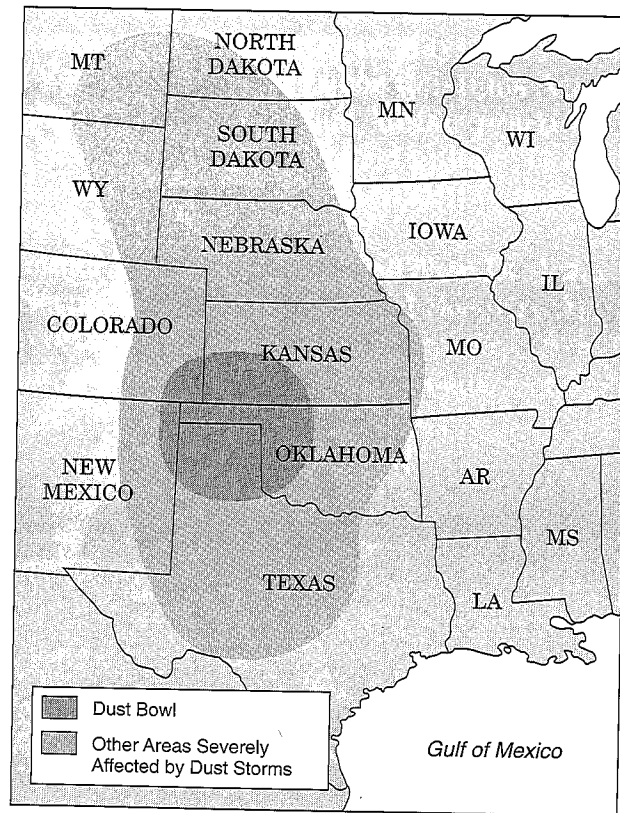 MT
NORTH
DAKOTA
MN
SOUTH
DAKOTA
WI
WY
IOWA
NEBRASKA
IL
COLORADO
KANSAS
MO
NEW
MEXICO
OKLAHOMA
AR
MS
TEXAS
LA
Dust Bowl
Other Areas Severely
Affected by Dust Storms
Gulf of Mexico